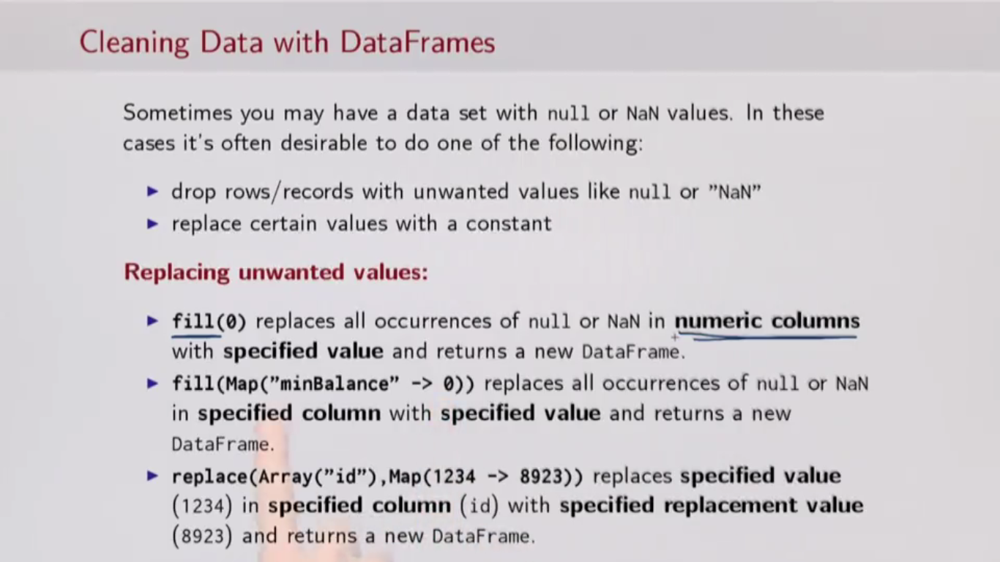 Cleaning Data with DataFrames
Sometimes you may have a data set with null or NaN values. In these
cases it's often desirable to do one of the following:
▶ drop rows/records with unwanted values like null or ”NaN”
▶ replace certain values with a constant
Replacing unwanted values:
▶ fill(0) replaces all occurrences of null or NaN in numeric columns
with specified value and returns a new DataFrame.
▶ fill(Map(”minBalance” -> 0)) replaces all occurrences of null or NaN
in specified column with specified value and returns a new
DataFrame.
▶ replace(Array(”id”),Map(1234 -> 8923)) replaces specified value
(1234) in specified column (id) with specified replacement value
(8923) and returns a new DataFrame.